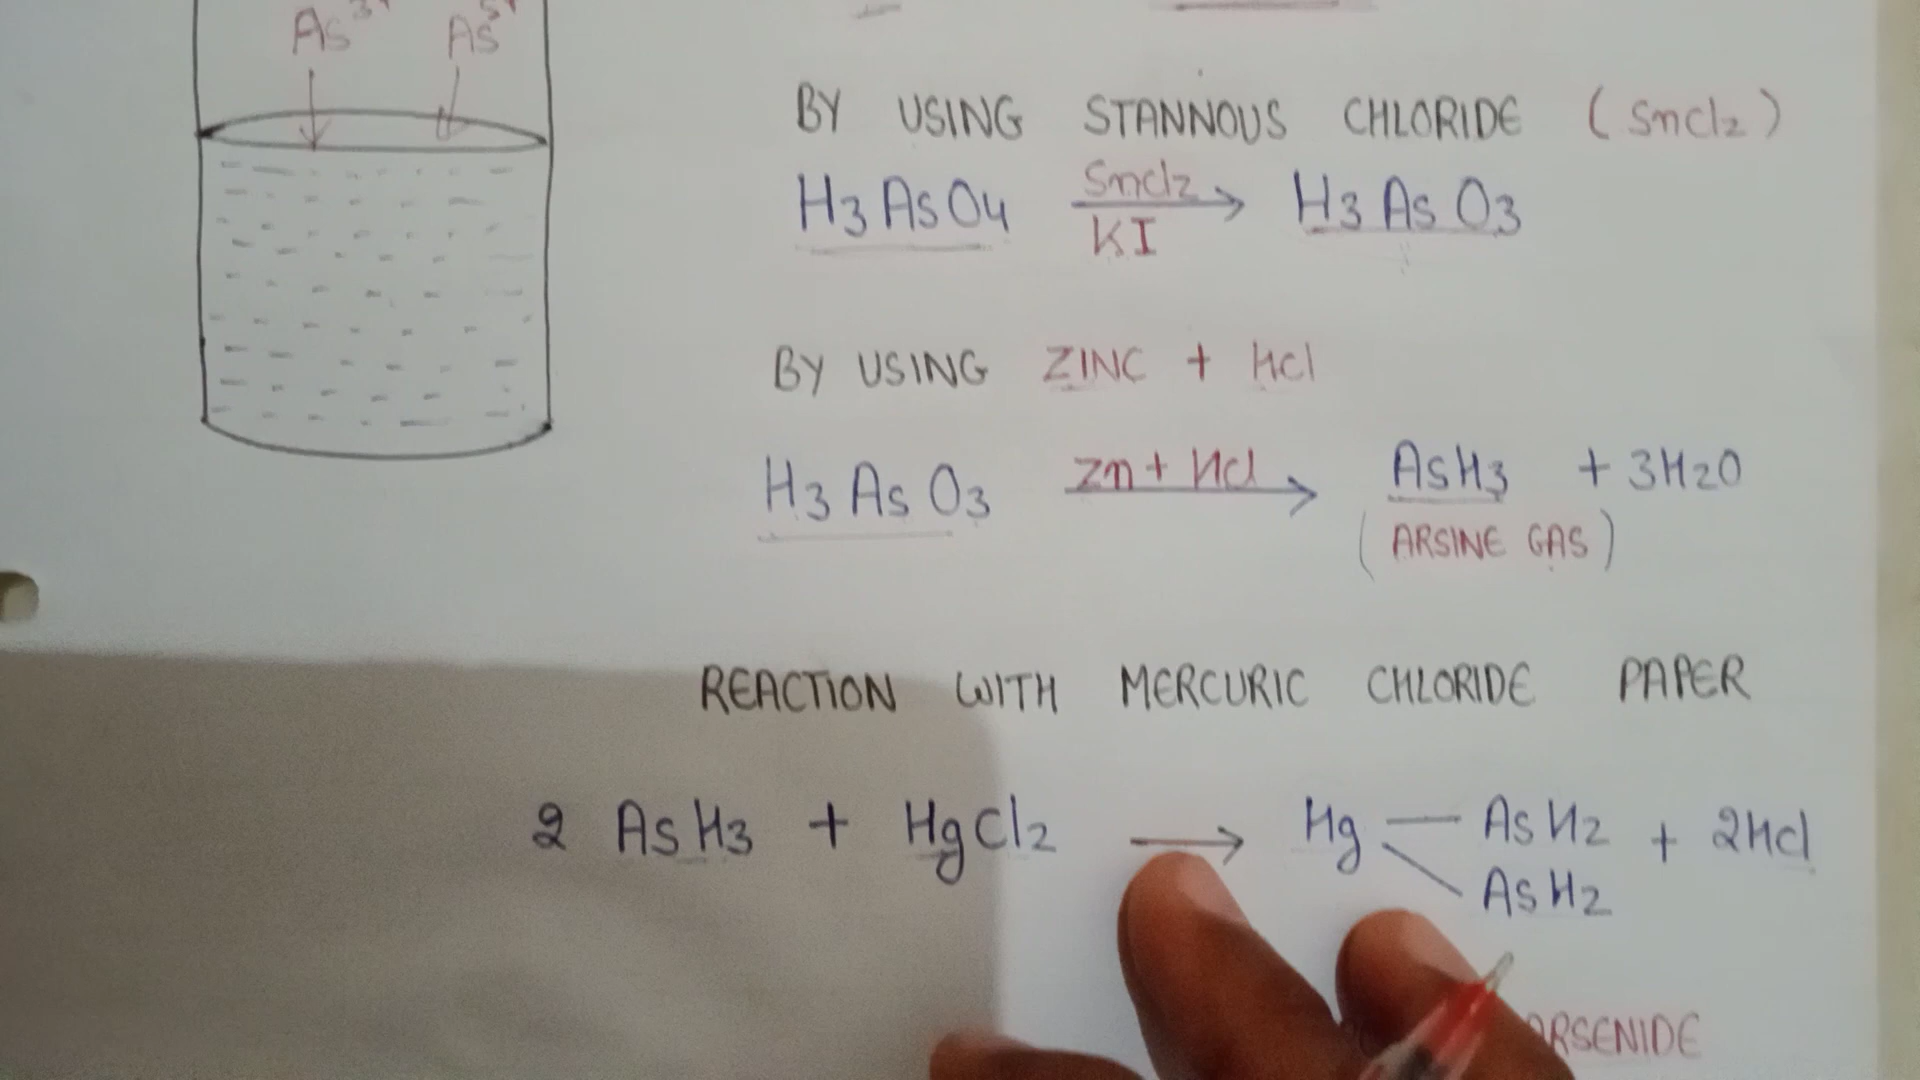 As³⁺ As⁵⁺
BY USING STANNOUS CHLORIDE (SnCl2)
H3AsO4 SnCl2 → H3AsO3
KI
BY USING ZINC + HCl
H3AsO3 Zn + HCl → AsH3 + 3H2O
(ARSINE GAS)
REACTION WITH MERCURIC CHLORIDE PAPER
2 AsH3 + HgCl2 → Hg — AsH2 + 2HCl
AsH2
ARSENIDE